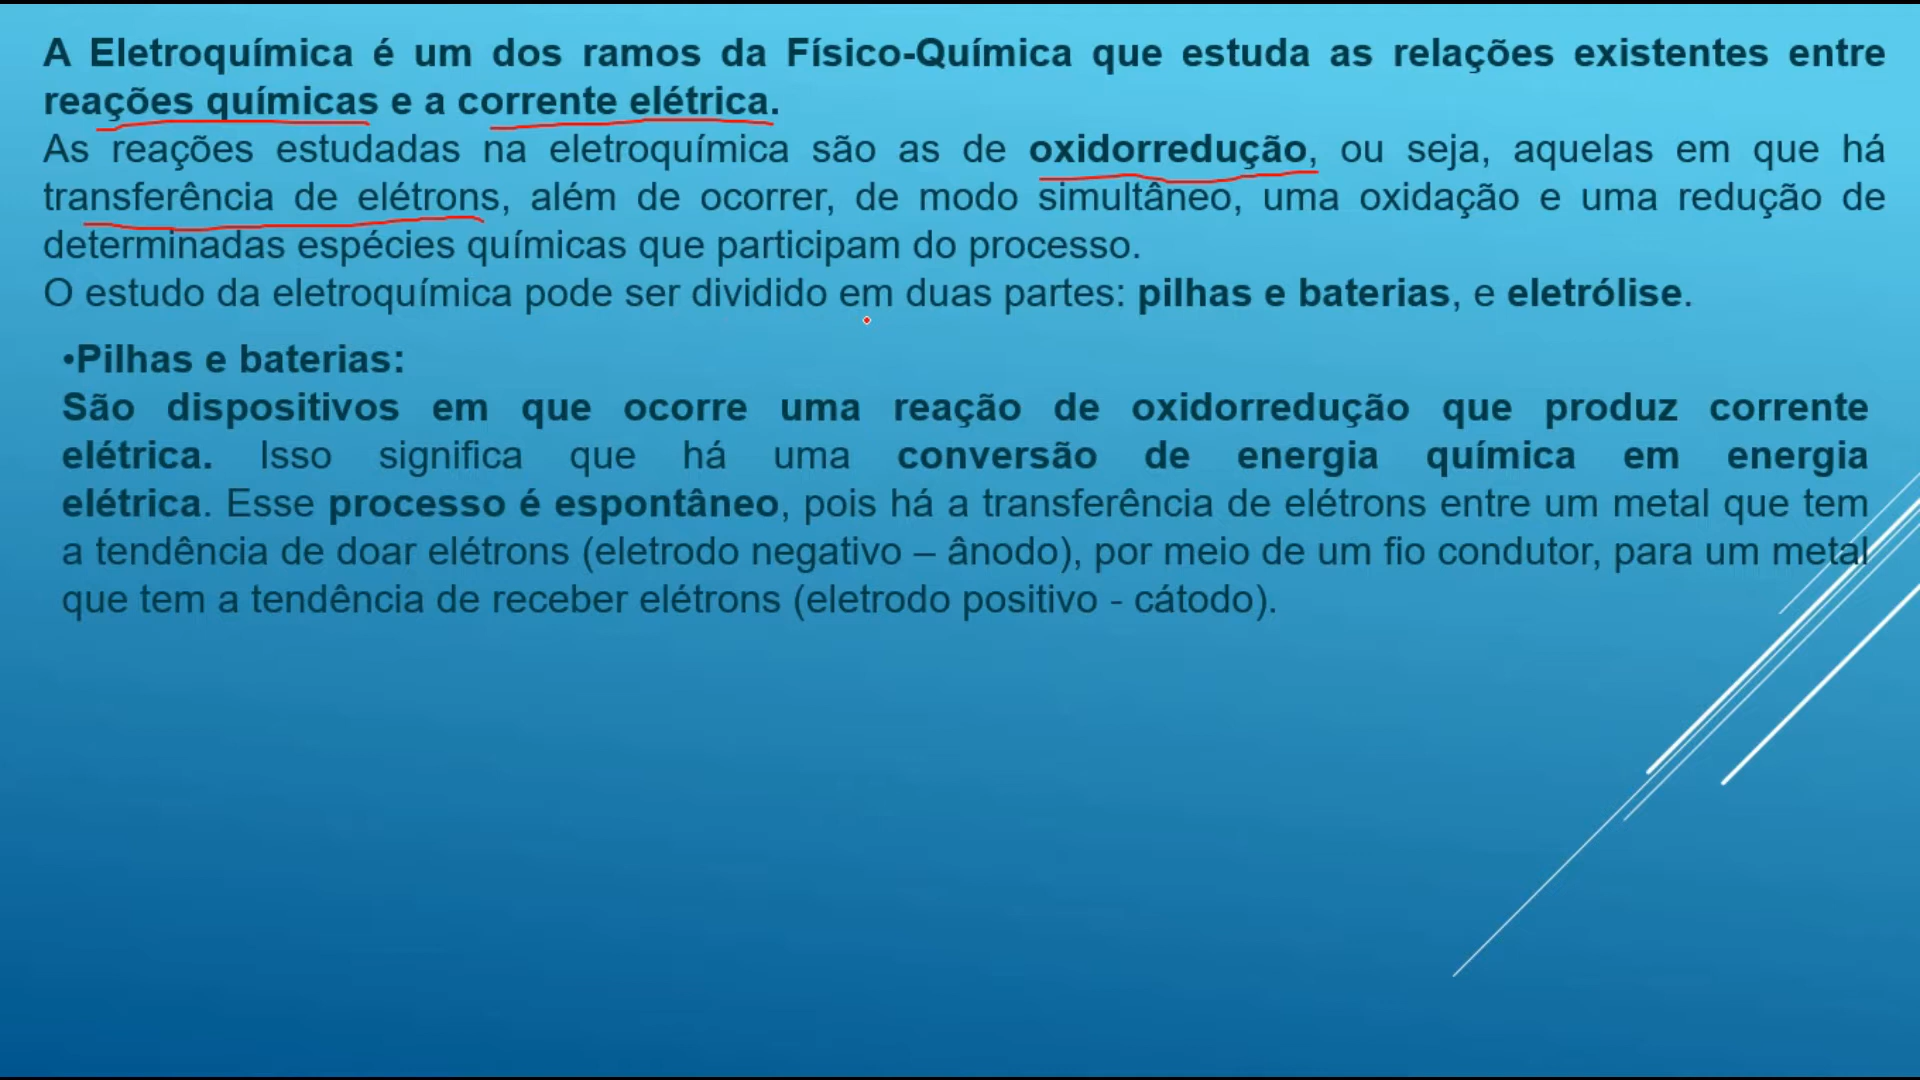 A Eletroquímica é um dos ramos da Físico-Química que estuda as relações existentes entre
reações químicas e a corrente elétrica.
As reações estudadas na eletroquímica são as de oxidorredução, ou seja, aquelas em que há
transferência de elétrons, além de ocorrer, de modo simultâneo, uma oxidação e uma redução de
determinadas espécies químicas que participam do processo.
O estudo da eletroquímica pode ser dividido em duas partes: pilhas e baterias, e eletrólise.
•Pilhas e baterias:
São dispositivos em que ocorre uma reação de oxidorredução que produz corrente
elétrica. Isso significa que há uma conversão de energia química em energia
elétrica. Esse processo é espontâneo, pois há a transferência de elétrons entre um metal que tem
a tendência de doar elétrons (eletrodo negativo – ânodo), por meio de um fio condutor, para um metal
que tem a tendência de receber elétrons (eletrodo positivo - cátodo).